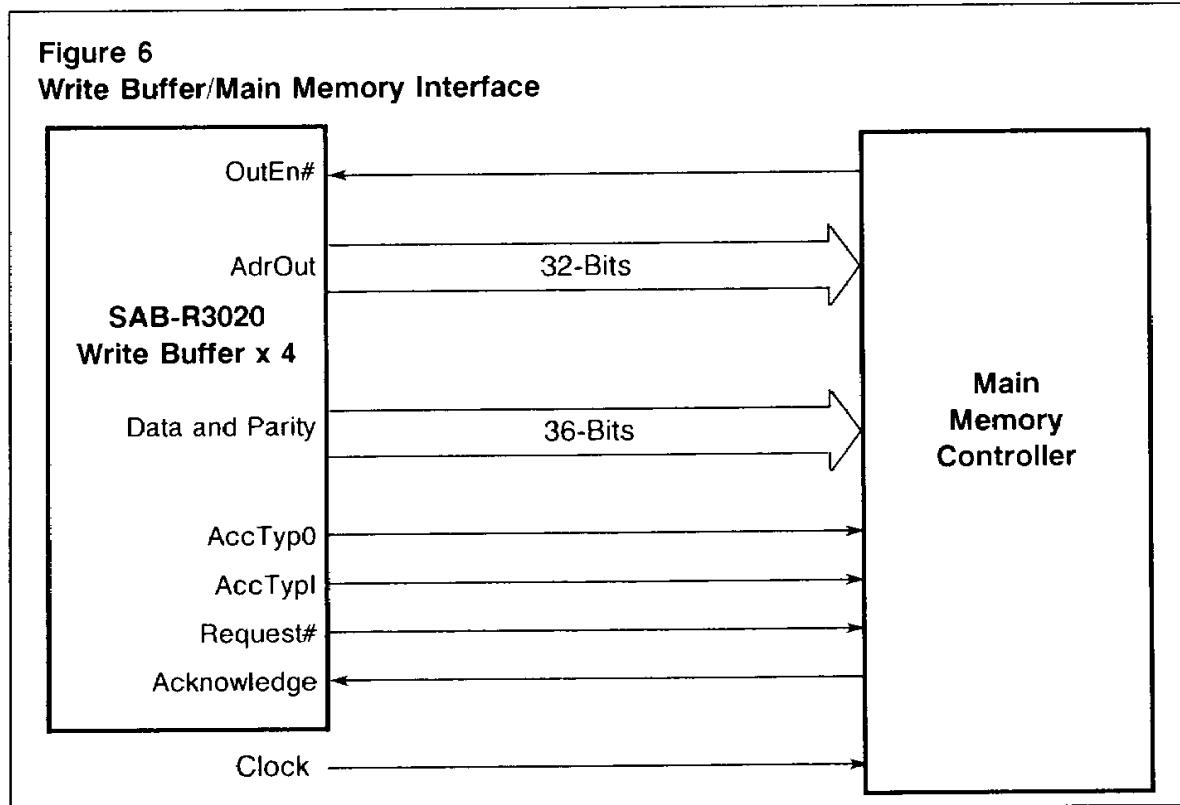 Figure 6
Write Buffer/Main Memory Interface
OutEn#
AdrOut
32-Bits
SAB-R3020
Write Buffer x 4
Data and Parity
36-Bits
Main
Memory
Controller
AccTyp0
AccTypI
Request#
Acknowledge
Clock